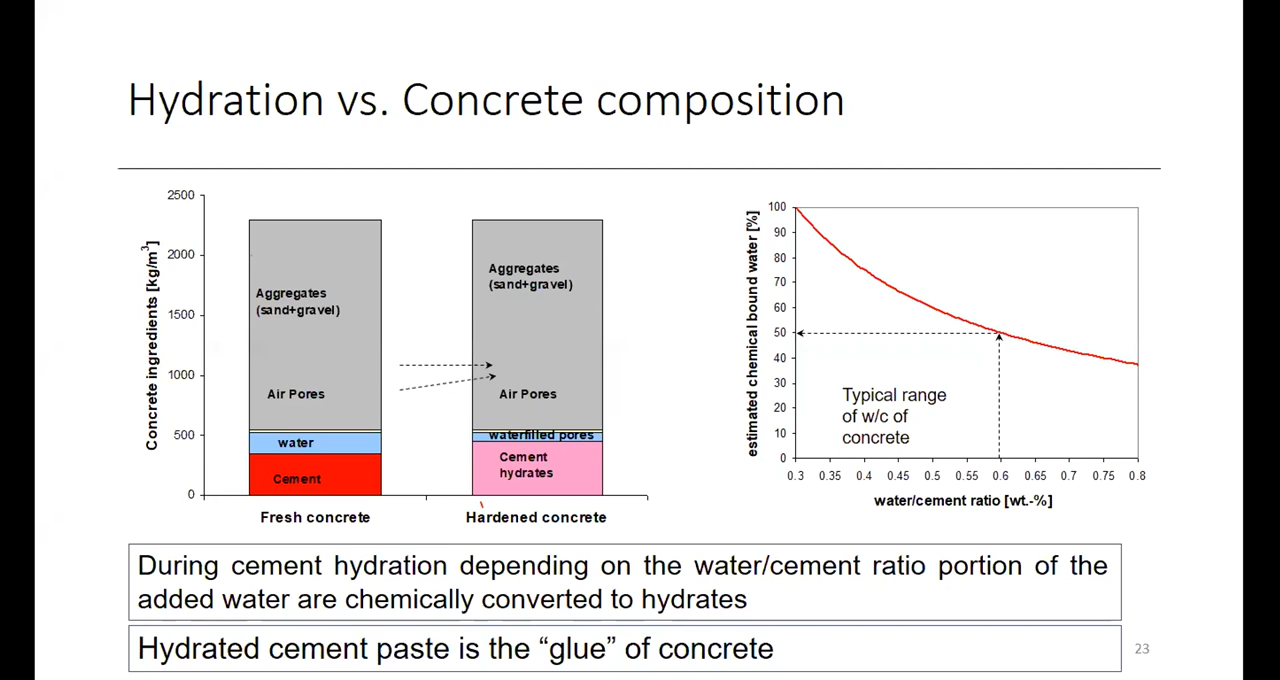 Hydration vs. Concrete composition
Concrete ingredients [kg/m³]
2500
2000
1500
1000
500
0
Aggregates
(sand+gravel)
Air Pores
water
Cement
Aggregates
(sand+gravel)
Air Pores
waterfilled pores
Cement
hydrates
Fresh concrete
Hardened concrete
estimated chemical bound water [%]
100
90
80
70
60
50
40
30
20
10
0
Typical range
of w/c of
concrete
0.3 0.35 0.4 0.45 0.5 0.55 0.6 0.65 0.7 0.75 0.8
water/cement ratio [wt.-%]
During cement hydration depending on the water/cement ratio portion of the
added water are chemically converted to hydrates
Hydrated cement paste is the “glue” of concrete
23